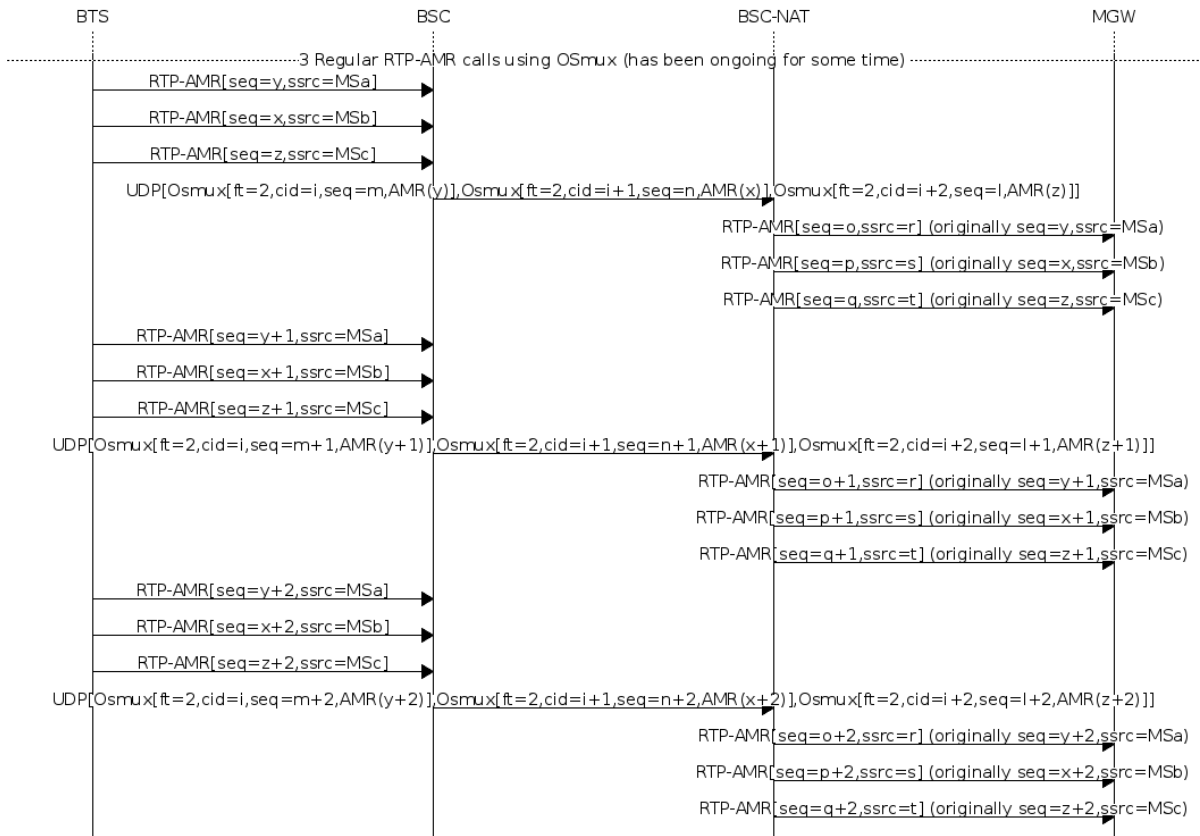 BTS BSC BSC-NAT MGW
3 Regular RTP-AMR calls using OSmux (has been ongoing for some time)
RTP-AMR[seq=y,ssrc=MSa]
RTP-AMR[seq=x,ssrc=MSb]
RTP-AMR[seq=z,ssrc=MSc]
UDP[Osmux[ft=2,cid=i,seq=m,AMR(y)],Osmux[ft=2,cid=i+1,seq=n,AMR(x)],Osmux[ft=2,cid=i+2,seq=l,AMR(z)]]
RTP-AMR[seq=o,ssrc=r] (originally seq=y,ssrc=MSa)
RTP-AMR[seq=p,ssrc=s] (originally seq=x,ssrc=MSb)
RTP-AMR[seq=q,ssrc=t] (originally seq=z,ssrc=MSc)
RTP-AMR[seq=y+1,ssrc=MSa]
RTP-AMR[seq=x+1,ssrc=MSb]
RTP-AMR[seq=z+1,ssrc=MSc]
UDP[Osmux[ft=2,cid=i,seq=m+1,AMR(y+1)],Osmux[ft=2,cid=i+1,seq=n+1,AMR(x+1)],Osmux[ft=2,cid=i+2,seq=l+1,AMR(z+1)]]
RTP-AMR[seq=o+1,ssrc=r] (originally seq=y+1,ssrc=MSa)
RTP-AMR[seq=p+1,ssrc=s] (originally seq=x+1,ssrc=MSb)
RTP-AMR[seq=q+1,ssrc=t] (originally seq=z+1,ssrc=MSc)
RTP-AMR[seq=y+2,ssrc=MSa]
RTP-AMR[seq=x+2,ssrc=MSb]
RTP-AMR[seq=z+2,ssrc=MSc]
UDP[Osmux[ft=2,cid=i,seq=m+2,AMR(y+2)],Osmux[ft=2,cid=i+1,seq=n+2,AMR(x+2)],Osmux[ft=2,cid=i+2,seq=l+2,AMR(z+2)]]
RTP-AMR[seq=o+2,ssrc=r] (originally seq=y+2,ssrc=MSa)
RTP-AMR[seq=p+2,ssrc=s] (originally seq=x+2,ssrc=MSb)
RTP-AMR[seq=q+2,ssrc=t] (originally seq=z+2,ssrc=MSc)